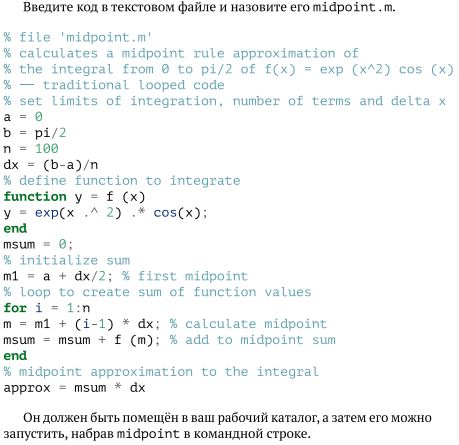 Введите код в текстовом файле и назовите его midpoint.m.
% file 'midpoint.m'
% calculates a midpoint rule approximation of
% the integral from 0 to pi/2 of f(x) = exp (x^2) cos (x)
% -- traditional looped code
% set limits of integration, number of terms and delta x
a = 0
b = pi/2
n = 100
dx = (b-a)/n
% define function to integrate
function y = f (x)
y = exp(x .^ 2) .* cos(x);
end
msum = 0;
% initialize sum
m1 = a + dx/2; % first midpoint
% loop to create sum of function values
for i = 1:n
m = m1 + (i-1) * dx; % calculate midpoint
msum = msum + f (m); % add to midpoint sum
end
% midpoint approximation to the integral
approx = msum * dx
Он должен быть помещён в ваш рабочий каталог, а затем его можно
запустить, набрав midpoint в командной строке.